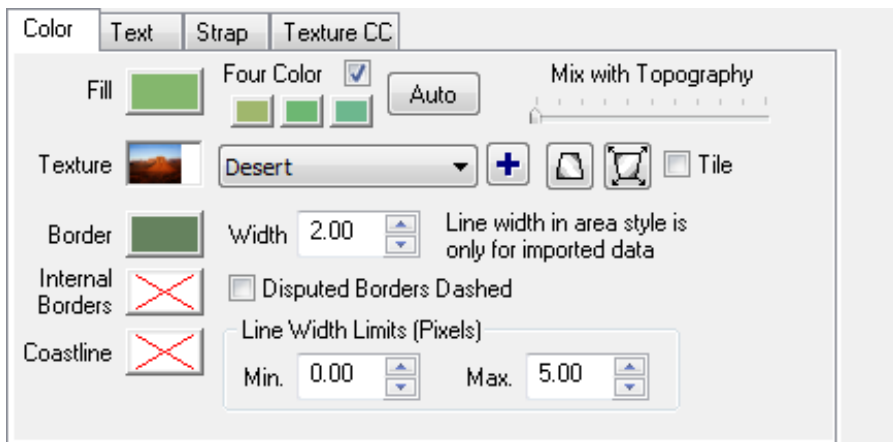 Color Text Strap Texture CC
Fill Four Color Auto Mix with Topography
Texture Desert Tile
Border Width 2.00 Line width in area style is
only for imported data
Internal
Borders Disputed Borders Dashed
Coastline Line Width Limits (Pixels)
Min. 0.00 Max. 5.00